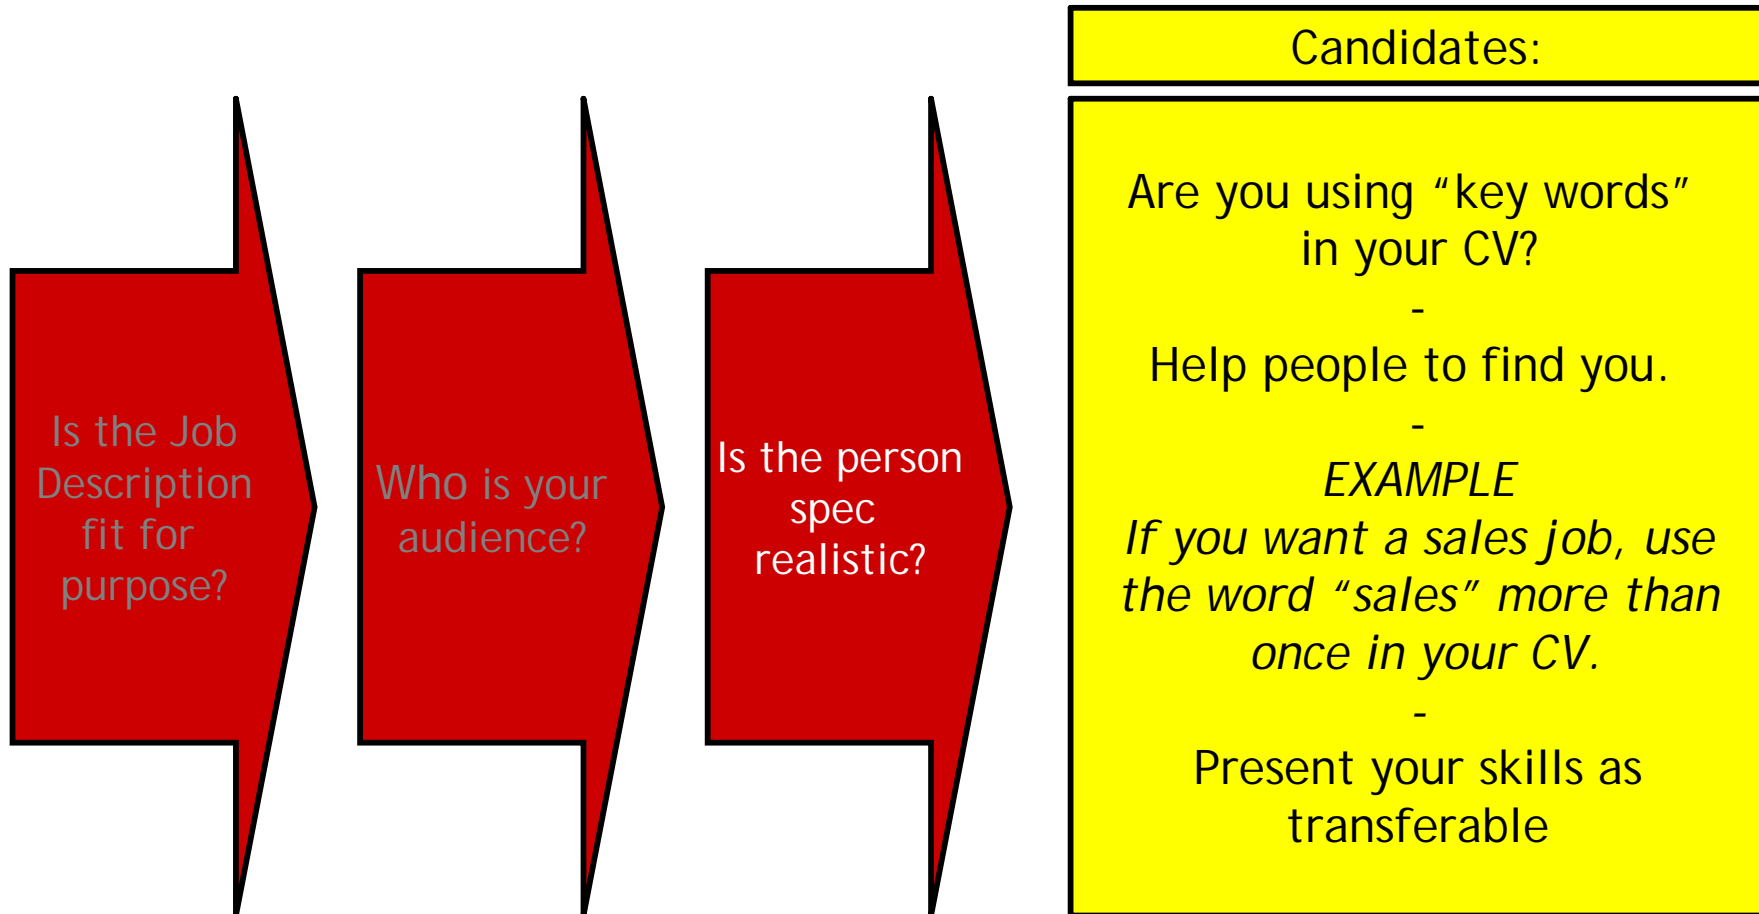 Is the Job
Description
fit for
purpose?
Who is your
audience?
Is the person
spec
realistic?
Candidates:
Are you using “key words”
in your CV?
-
Help people to find you.
-
EXAMPLE
If you want a sales job, use
the word “sales” more than
once in your CV.
-
Present your skills as
transferable